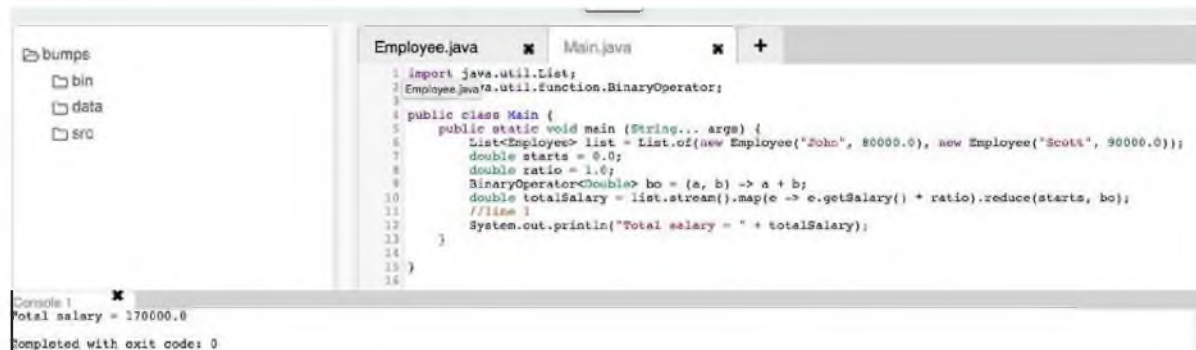 bumps
bin
data
src
Employee.java ✖ Main.java ✖ +
1 import java.util.List;
2 Employee.java a.util.function.BinaryOperator;
3
4 public class Main {
5 public static void main (String... args) {
6 List<Employee> list = List.of(new Employee("John", 80000.0), new Employee("Scott", 90000.0));
7 double starts = 0.0;
8 double ratio = 1.0;
9 BinaryOperator<Double> bo = (a, b) -> a + b;
10 double totalSalary = list.stream().map(e -> e.getSalary() * ratio).reduce(starts, bo);
11 //line 1
12 System.out.println("Total salary = " + totalSalary);
13 }
14
15 }
16
Console 1 ✖
Total salary = 170000.0
Completed with exit code: 0